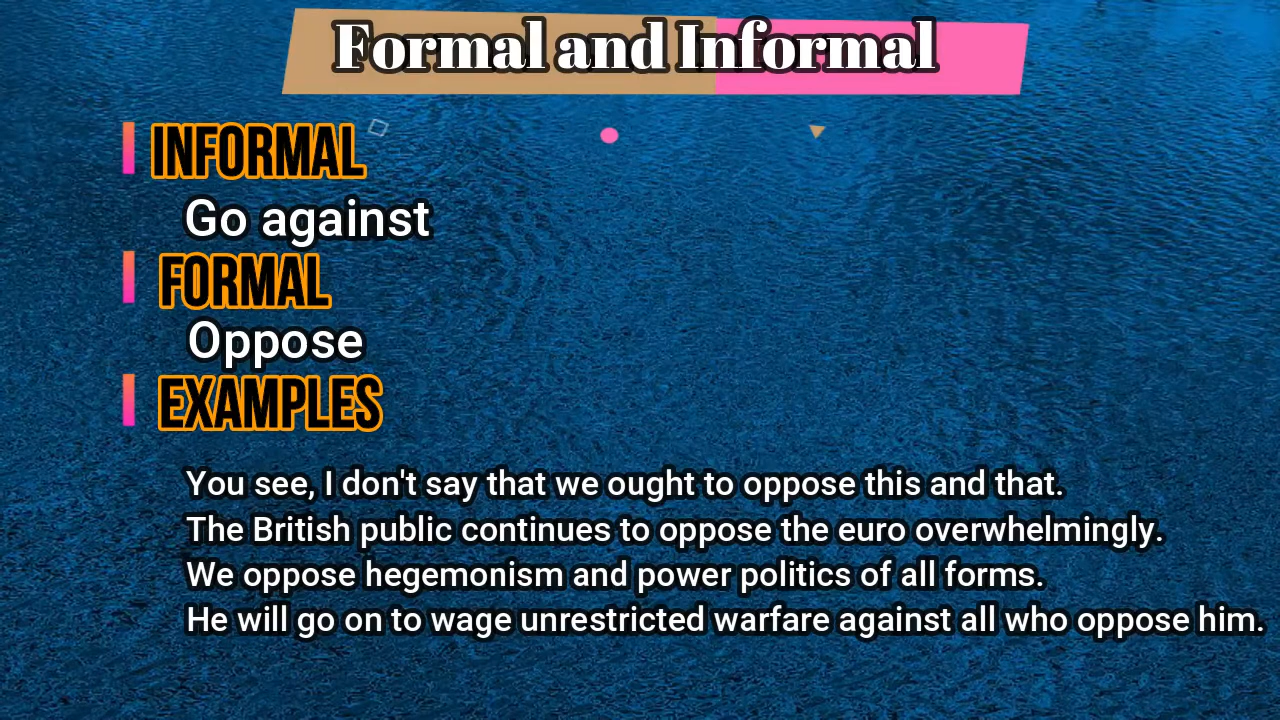 Formal and Informal
INFORMAL
Go against
FORMAL
Oppose
EXAMPLES
You see, I don't say that we ought to oppose this and that.
The British public continues to oppose the euro overwhelmingly.
We oppose hegemonism and power politics of all forms.
He will go on to wage unrestricted warfare against all who oppose him.